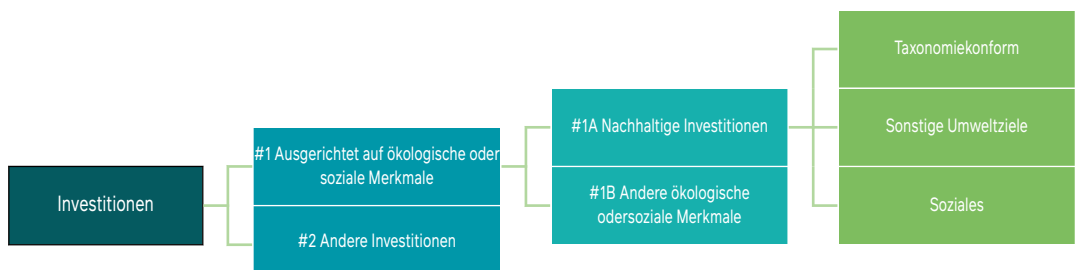 Investitionen
#1 Ausgerichtet auf ökologische oder
soziale Merkmale
#2 Andere Investitionen
#1A Nachhaltige Investitionen
#1B Andere ökologische
odersoziale Merkmale
Taxonomiekonform
Sonstige Umweltziele
Soziales